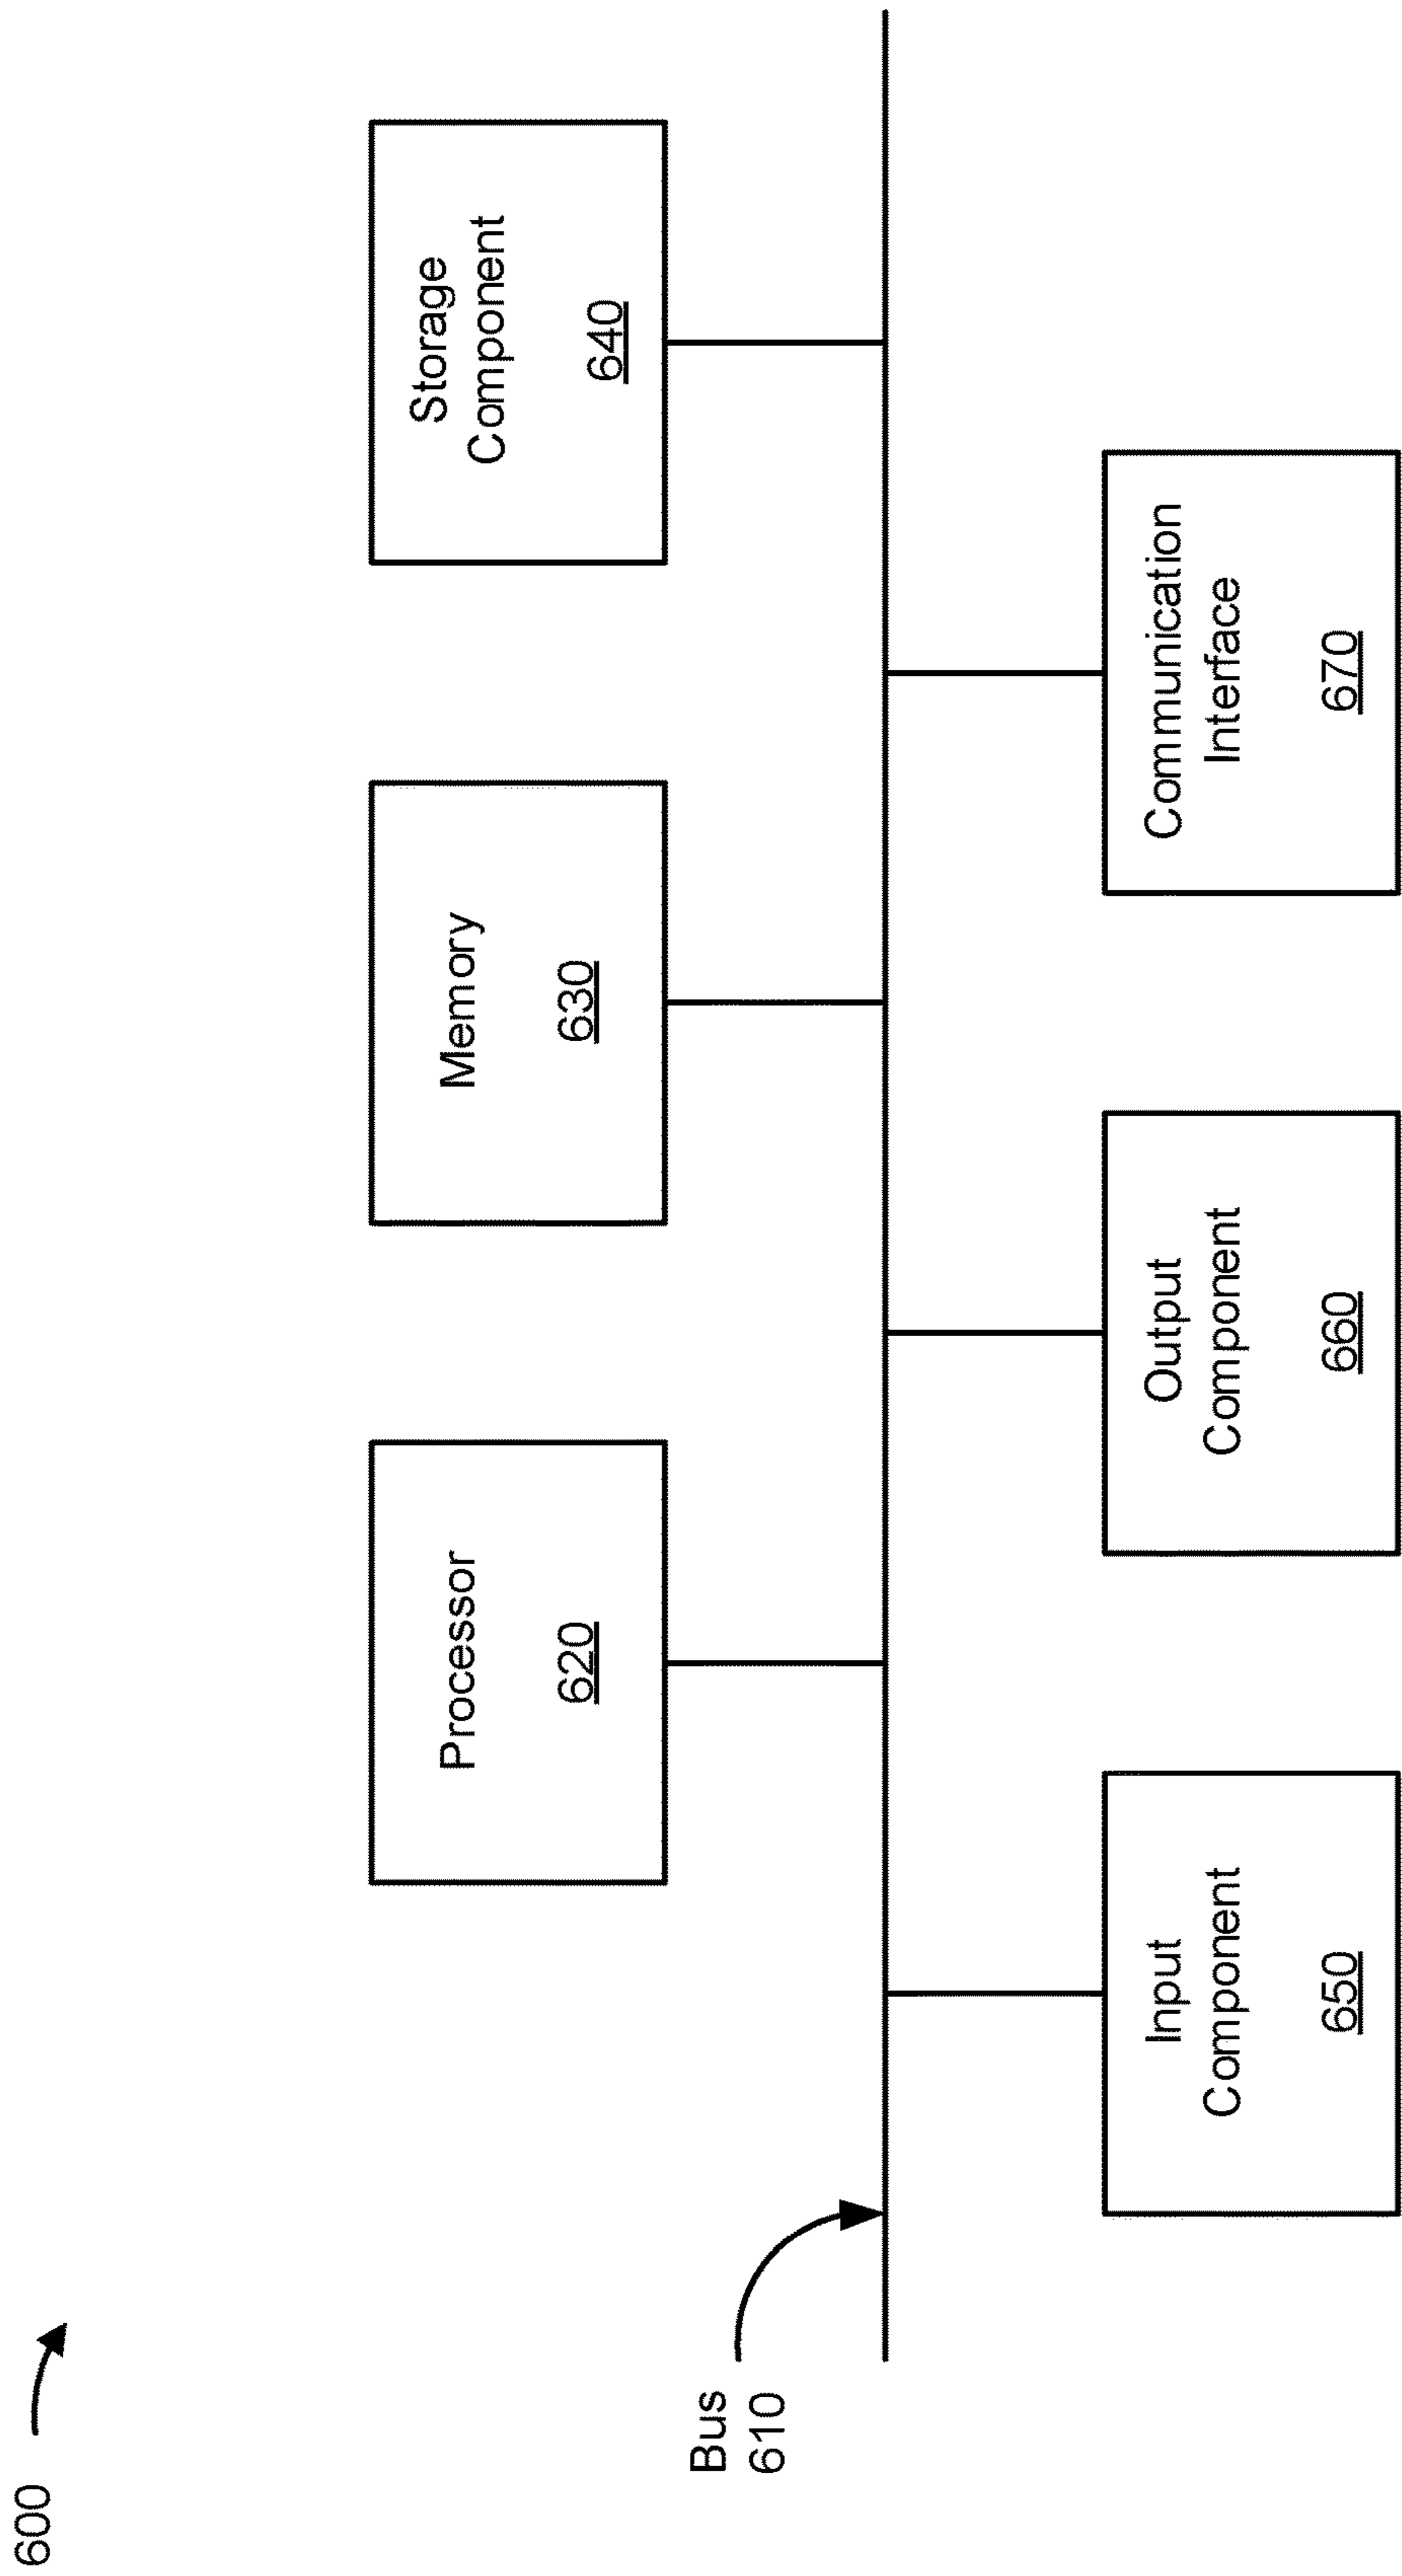 600
Bus
610
Processor
620
Memory
630
Storage
Component
640
Input
Component
650
Output
Component
660
Communication
Interface
670